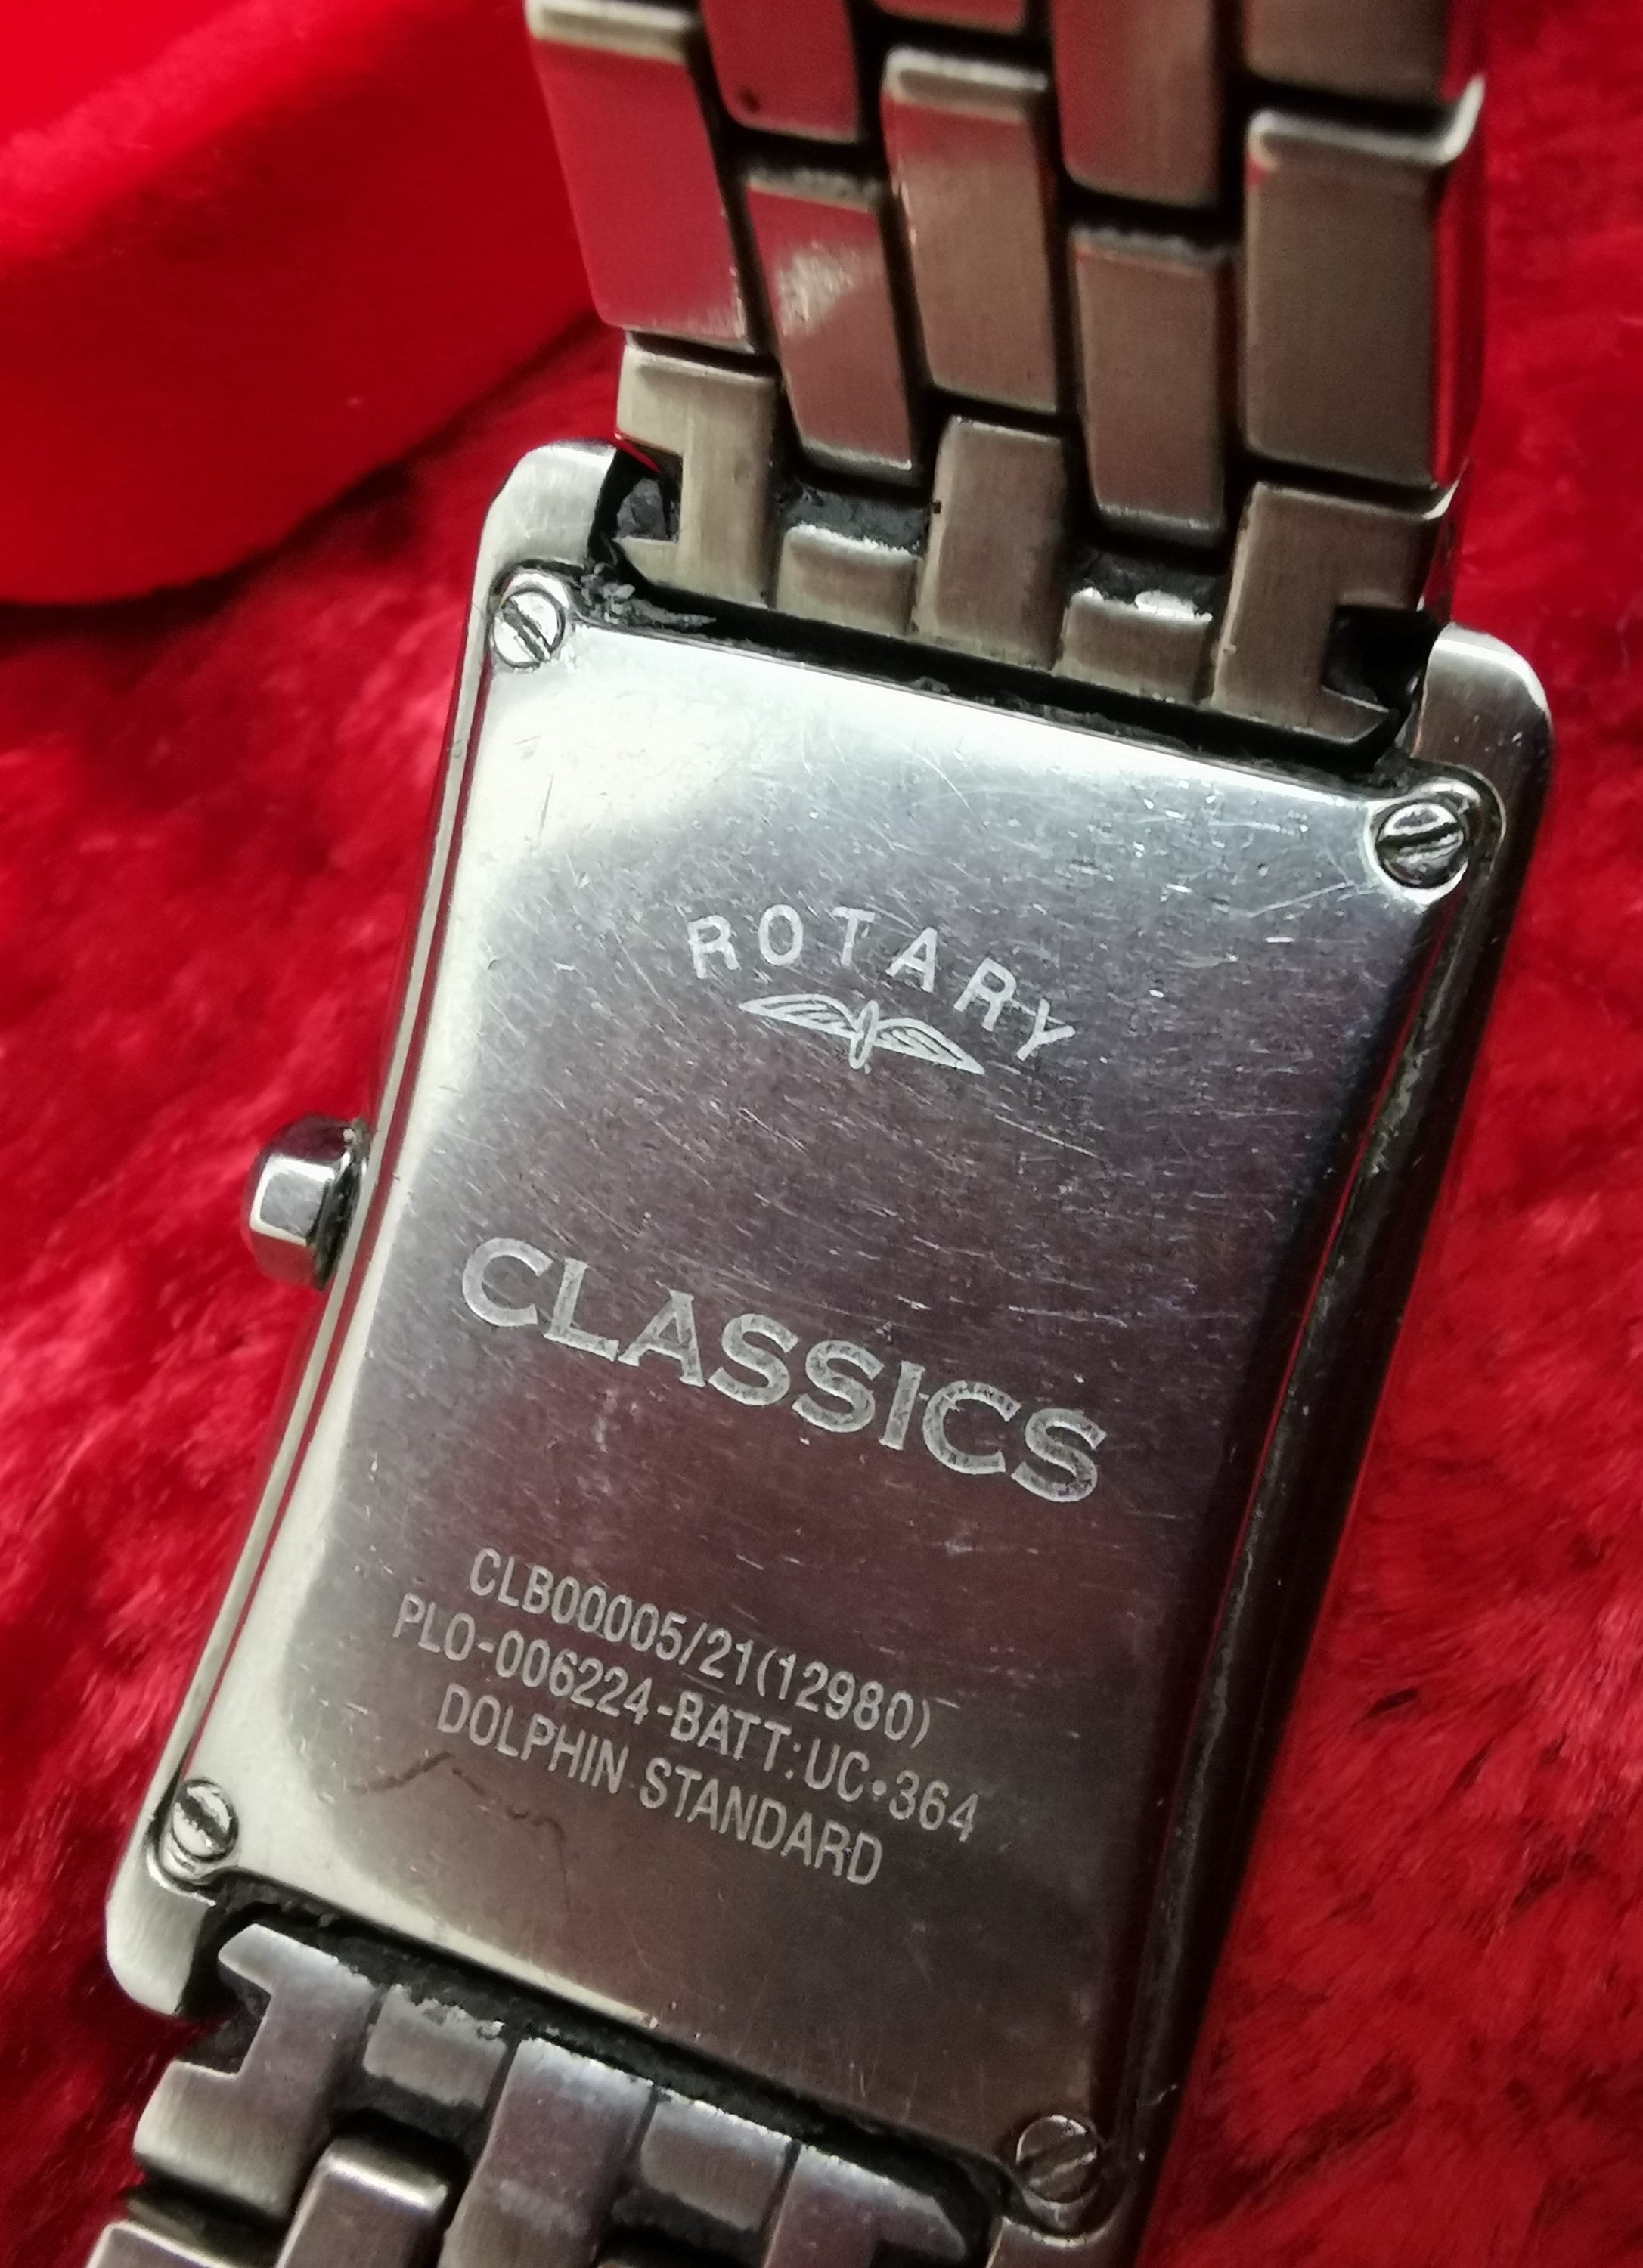 ROTARY
CLASSICS
CLB00005/21(12980)
PLO-006224-BATT:UC•364
DOLPHIN STANDARD